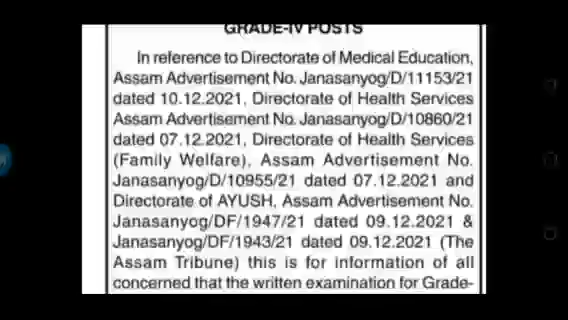 GRADE-IV POSTS
In reference to Directorate of Medical Education,
Assam Advertisement No. Janasanyog/D/11153/21
dated 10.12.2021, Directorate of Health Services
Assam Advertisement No. Janasanyog/D/10860/21
dated 07.12.2021, Directorate of Health Services
(Family Welfare), Assam Advertisement No.
Janasanyog/D/10955/21 dated 07.12.2021 and
Directorate of AYUSH, Assam Advertisement No.
Janasanyog/DF/1947/21 dated 09.12.2021 &
Janasanyog/DF/1943/21 dated 09.12.2021 (The
Assam Tribune) this is for information of all
concerned that the written examination for Grade-